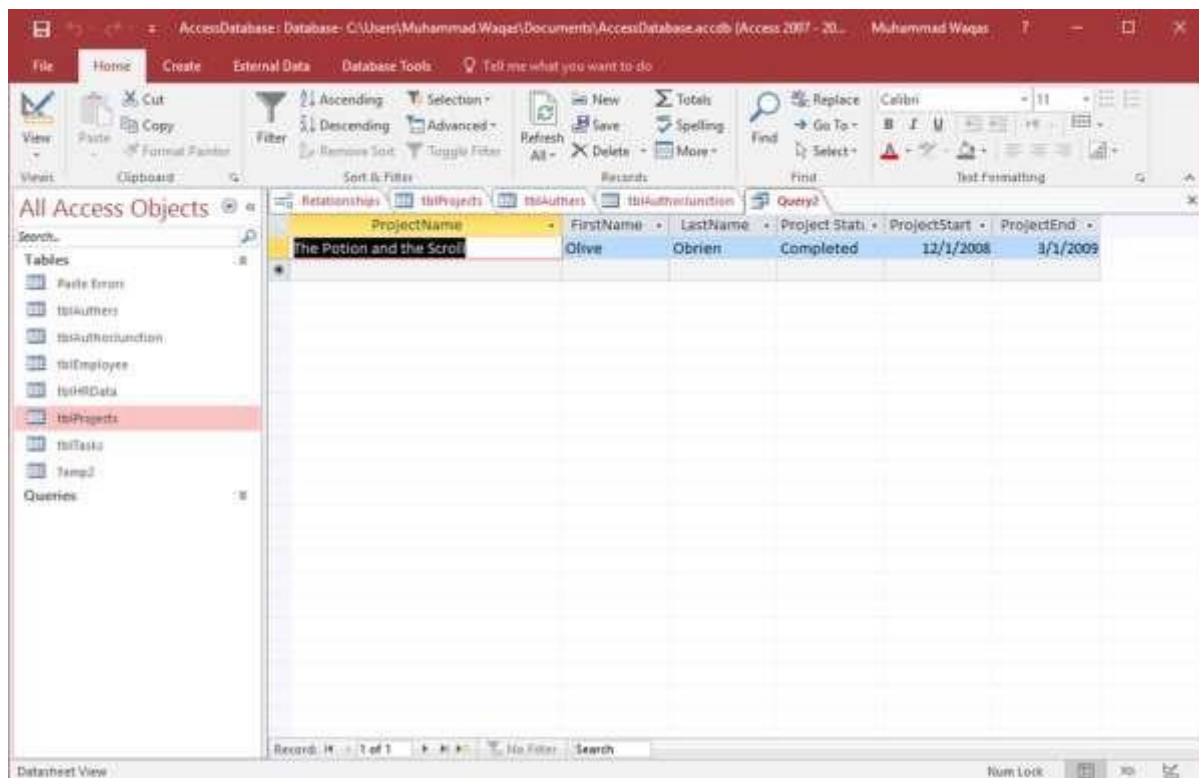 AccessDatabase : Database- C:\Users\Muhammad Waqas\Documents\AccessDatabase.accdb (Access 2007 - 20... Muhammad Waqas ?
File Home Create External Data Database Tools Tell me what you want to do
View
Paste
Cut
Copy
Format Painter
Filter
Ascending
Descending
Remove Sort
Selection
Advanced
Toggle Filter
Refresh All
New
Save
Delete
Totals
Spelling
More
Find
Replace
Go To
Select
Calibri 11
B I U
Views Clipboard Sort & Filter Records Find Text Formatting
All Access Objects
Search...
Tables
Paste Errors
tblAuthers
tblAuthorJunction
tblEmployee
tblHRData
tblProjects
tblTasks
Temp2
Queries
Relationships tblProjects tblAuthers tblAuthorJunction Query2
ProjectName FirstName LastName Project Stat ProjectStart ProjectEnd
The Potion and the Scroll Olive Obrien Completed 12/1/2008 3/1/2009
Record: 1 of 1 No Filter Search
Datasheet View Num Lock